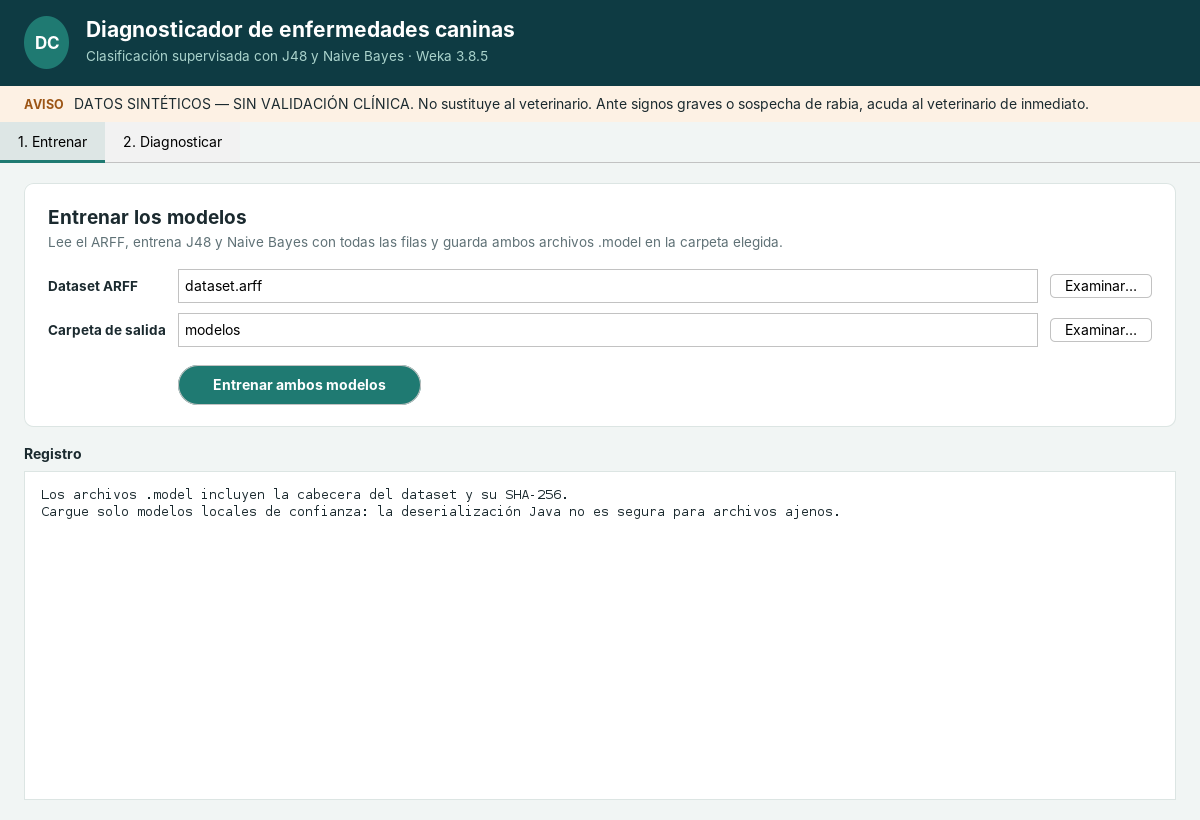 DC
Diagnosticador de enfermedades caninas
Clasificación supervisada con J48 y Naive Bayes · Weka 3.8.5
AVISO DATOS SINTÉTICOS — SIN VALIDACIÓN CLÍNICA. No sustituye al veterinario. Ante signos graves o sospecha de rabia, acuda al veterinario de inmediato.
1. Entrenar 2. Diagnosticar
Entrenar los modelos
Lee el ARFF, entrena J48 y Naive Bayes con todas las filas y guarda ambos archivos .model en la carpeta elegida.
Dataset ARFF dataset.arff Examinar...
Carpeta de salida modelos Examinar...
Entrenar ambos modelos
Registro
Los archivos .model incluyen la cabecera del dataset y su SHA-256.
Cargue solo modelos locales de confianza: la deserialización Java no es segura para archivos ajenos.